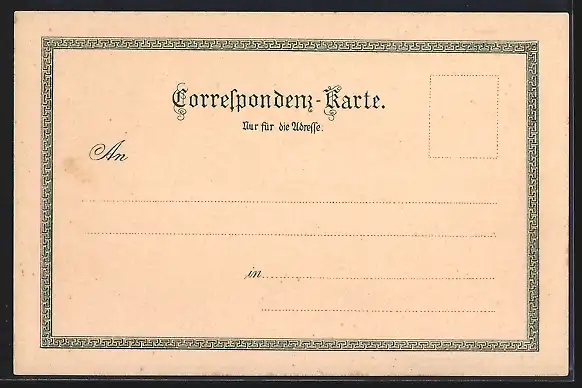 Correſpondenz-Karte.
Nur für die Adreſſe.
An
in